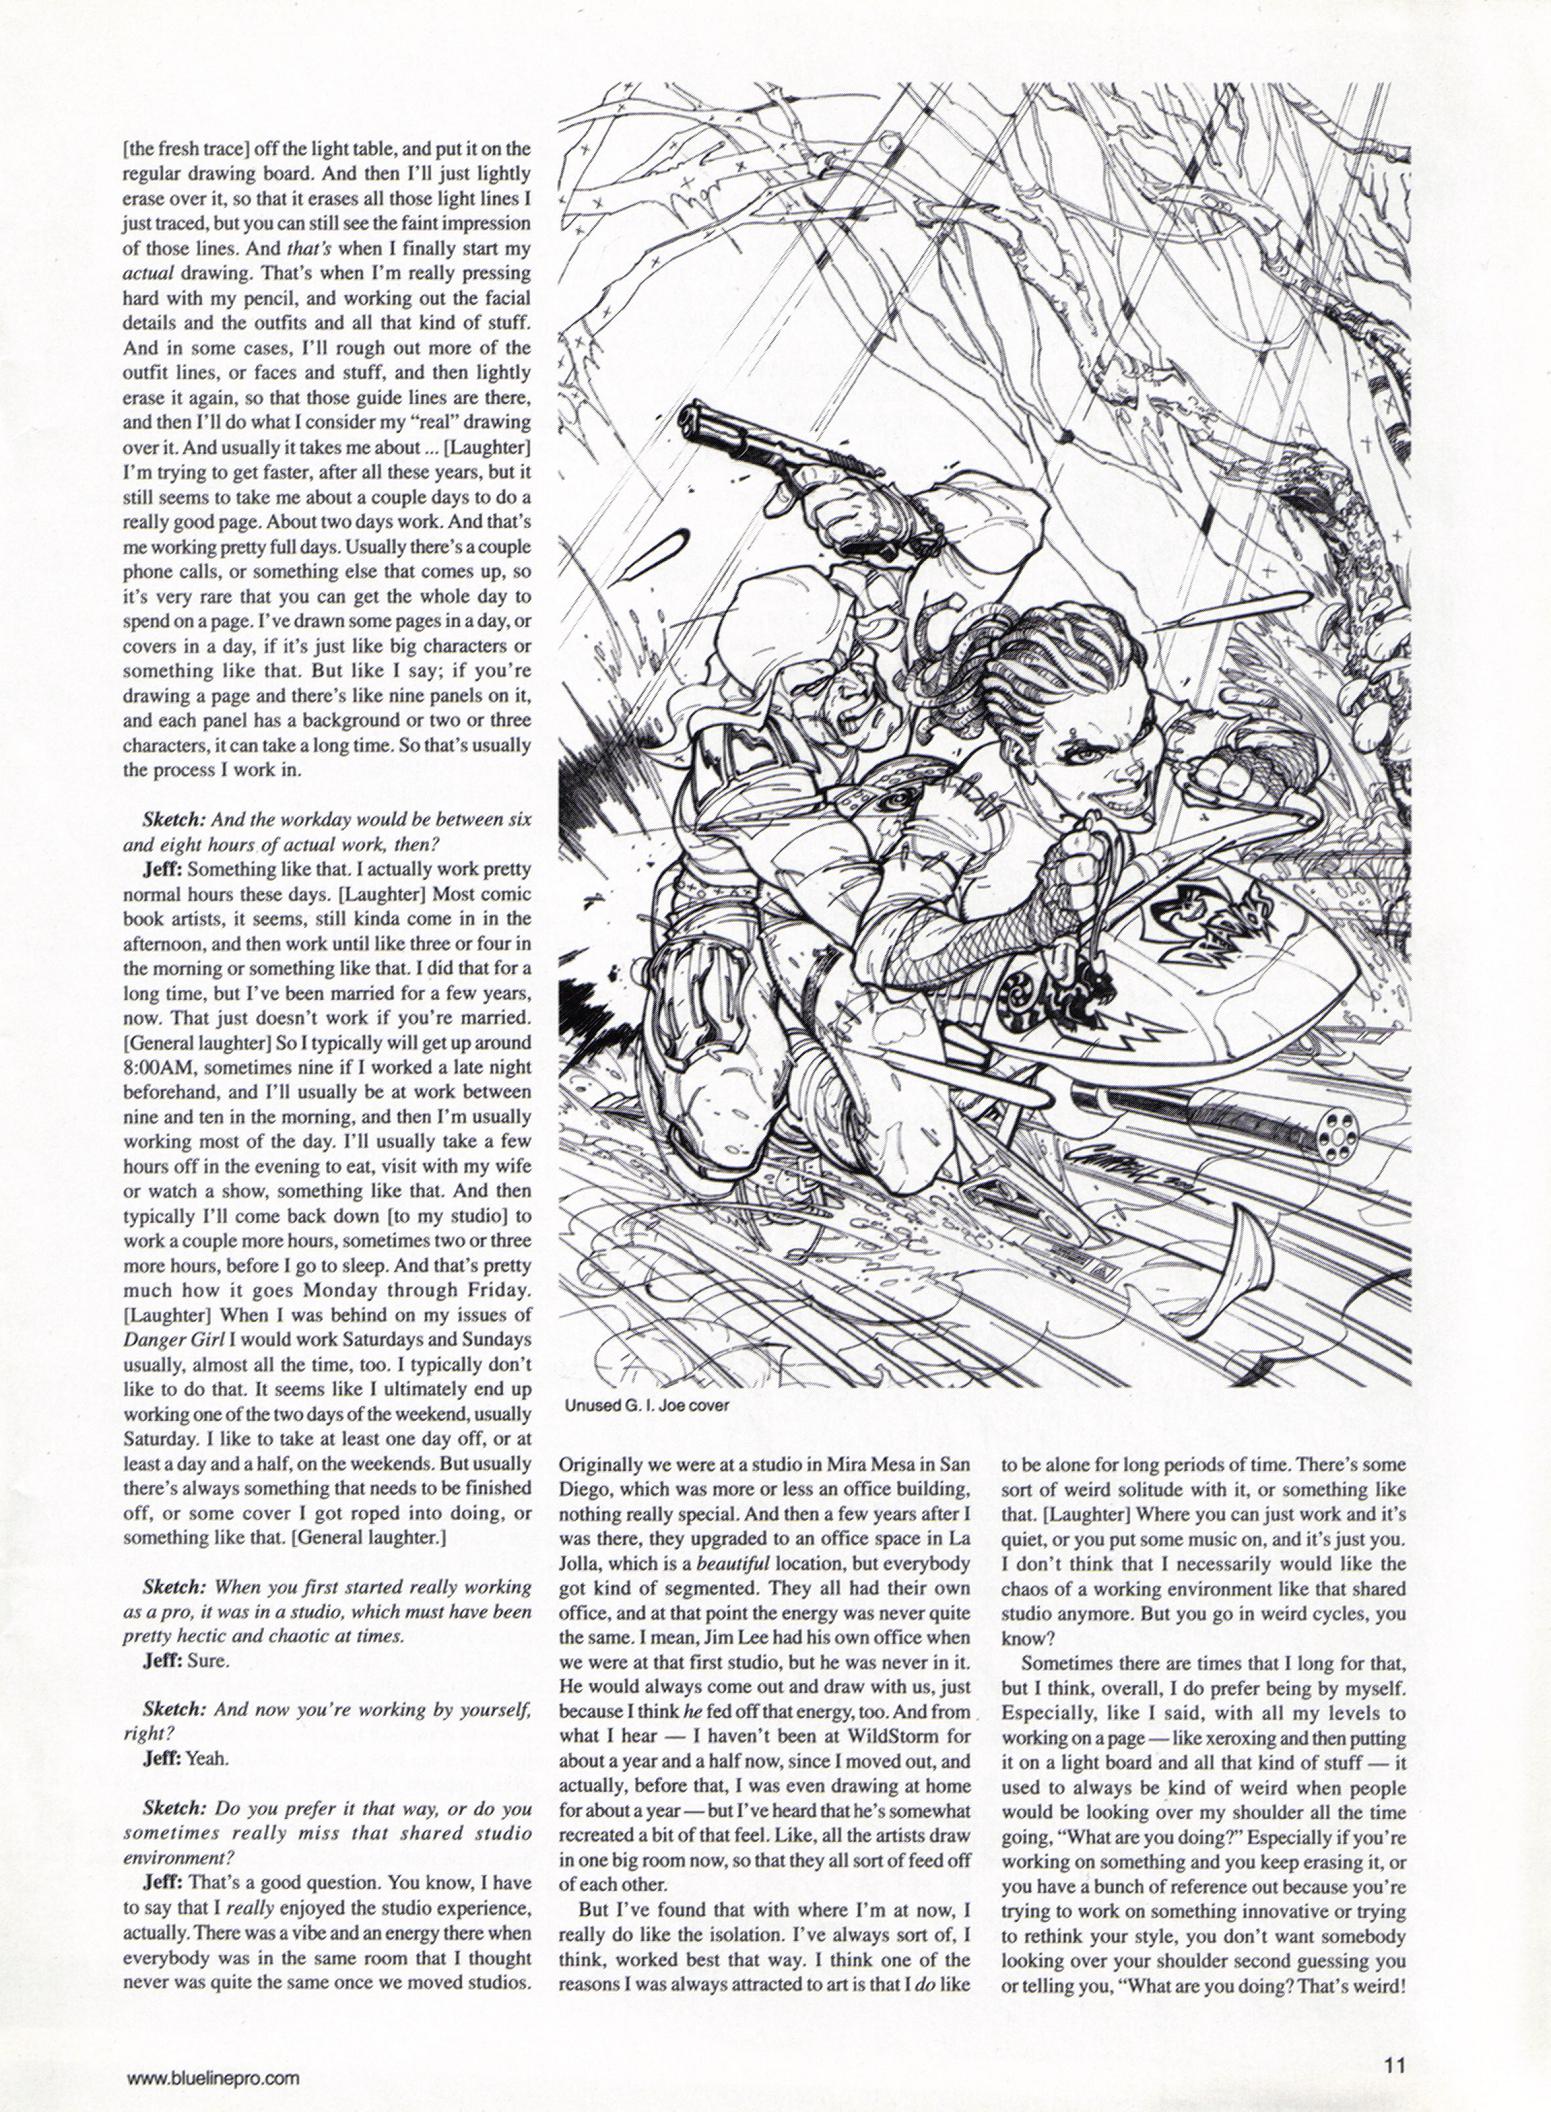 [the fresh trace] off the light table, and put it on the
regular drawing board. And then I'll just lightly
erase over it, so that it erases all those light lines I
just traced, but you can still see the faint impression
of those lines. And that's when I finally start my
actual drawing. That's when I'm really pressing
hard with my pencil, and working out the facial
details and the outfits and all that kind of stuff.
And in some cases, I'll rough out more of the
outfit lines, or faces and stuff, and then lightly
erase it again, so that those guide lines are there,
and then I'll do what I consider my “real” drawing
over it. And usually it takes me about ... [Laughter]
I'm trying to get faster, after all these years, but it
still seems to take me about a couple days to do a
really good page. About two days work. And that's
me working pretty full days. Usually there's a couple
phone calls, or something else that comes up, so
it's very rare that you can get the whole day to
spend on a page. I've drawn some pages in a day, or
covers in a day, if it's just like big characters or
something like that. But like I say; if you're
drawing a page and there's like nine panels on it,
and each panel has a background or two or three
characters, it can take a long time. So that's usually
the process I work in.
Sketch: And the workday would be between six
and eight hours of actual work, then?
Jeff: Something like that. I actually work pretty
normal hours these days. [Laughter] Most comic
book artists, it seems, still kinda come in in the
afternoon, and then work until like three or four in
the morning or something like that. I did that for a
long time, but I've been married for a few years,
now. That just doesn't work if you're married.
[General laughter] So I typically will get up around
8:00AM, sometimes nine if I worked a late night
beforehand, and I'll usually be at work between
nine and ten in the morning, and then I'm usually
working most of the day. I'll usually take a few
hours off in the evening to eat, visit with my wife
or watch a show, something like that. And then
typically I'll come back down [to my studio] to
work a couple more hours, sometimes two or three
more hours, before I go to sleep. And that's pretty
much how it goes Monday through Friday.
[Laughter] When I was behind on my issues of
Danger Girl I would work Saturdays and Sundays
usually, almost all the time, too. I typically don't
like to do that. It seems like I ultimately end up
working one of the two days of the weekend, usually
Saturday. I like to take at least one day off, or at
least a day and a half, on the weekends. But usually
there's always something that needs to be finished
off, or some cover I got roped into doing, or
something like that. [General laughter.]
Sketch: When you first started really working
as a pro, it was in a studio, which must have been
pretty hectic and chaotic at times.
Jeff: Sure.
Sketch: And now you're working by yourself,
right?
Jeff: Yeah.
Sketch: Do you prefer it that way, or do you
sometimes really miss that shared studio
environment?
Jeff: That's a good question. You know, I have
to say that I really enjoyed the studio experience,
actually. There was a vibe and an energy there when
everybody was in the same room that I thought
never was quite the same once we moved studios.
Campbell
Unused G. I. Joe cover
Originally we were at a studio in Mira Mesa in San
Diego, which was more or less an office building,
nothing really special. And then a few years after I
was there, they upgraded to an office space in La
Jolla, which is a beautiful location, but everybody
got kind of segmented. They all had their own
office, and at that point the energy was never quite
the same. I mean, Jim Lee had his own office when
we were at that first studio, but he was never in it.
He would always come out and draw with us, just
because I think he fed off that energy, too. And from
what I hear — I haven't been at WildStorm for
about a year and a half now, since I moved out, and
actually, before that, I was even drawing at home
for about a year — but I've heard that he's somewhat
recreated a bit of that feel. Like, all the artists draw
in one big room now, so that they all sort of feed off
of each other.
But I've found that with where I'm at now, I
really do like the isolation. I've always sort of, I
think, worked best that way. I think one of the
reasons I was always attracted to art is that I do like
to be alone for long periods of time. There's some
sort of weird solitude with it, or something like
that. [Laughter] Where you can just work and it's
quiet, or you put some music on, and it's just you.
I don't think that I necessarily would like the
chaos of a working environment like that shared
studio anymore. But you go in weird cycles, you
know?
Sometimes there are times that I long for that,
but I think, overall, I do prefer being by myself.
Especially, like I said, with all my levels to
working on a page — like xeroxing and then putting
it on a light board and all that kind of stuff — it
used to always be kind of weird when people
would be looking over my shoulder all the time
going, “What are you doing?” Especially if you're
working on something and you keep erasing it, or
you have a bunch of reference out because you're
trying to work on something innovative or trying
to rethink your style, you don't want somebody
looking over your shoulder second guessing you
or telling you, “What are you doing? That's weird!
www.bluelinepro.com
11